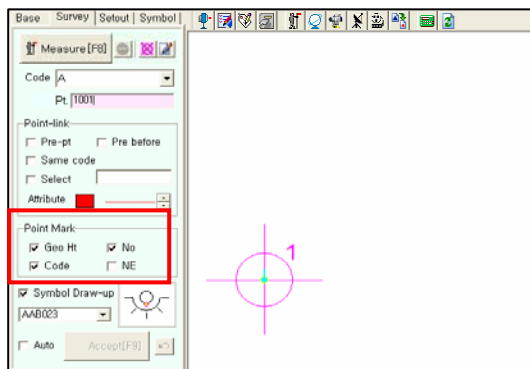 Base Survey Setout Symbol
Measure[F8]
Code A
Pt. 1001
Point-link
Pre-pt Pre before
Same code
Select
Attribute
Point Mark
Geo Ht No
Code NE
Symbol Draw-up
AAB023
Auto Accept[F9]
1